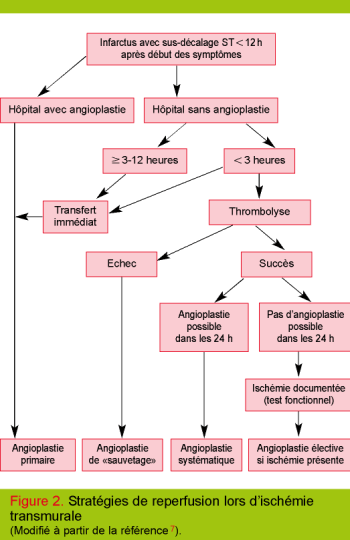 Infarctus avec sus-décalage ST < 12 h
après début des symptômes
Hôpital avec angioplastie
Hôpital sans angioplastie
≥ 3-12 heures
< 3 heures
Transfert
immédiat
Thrombolyse
Echec
Succès
Angioplastie
possible
dans les 24 h
Pas d'angioplastie
possible
dans les 24 h
Ischémie documentée
(test fonctionnel)
Angioplastie
primaire
Angioplastie
de «sauvetage»
Angioplastie
systématique
Angioplastie élective
si ischémie présente
Figure 2. Stratégies de reperfusion lors d'ischémie
transmurale
(Modifié à partir de la référence 7).